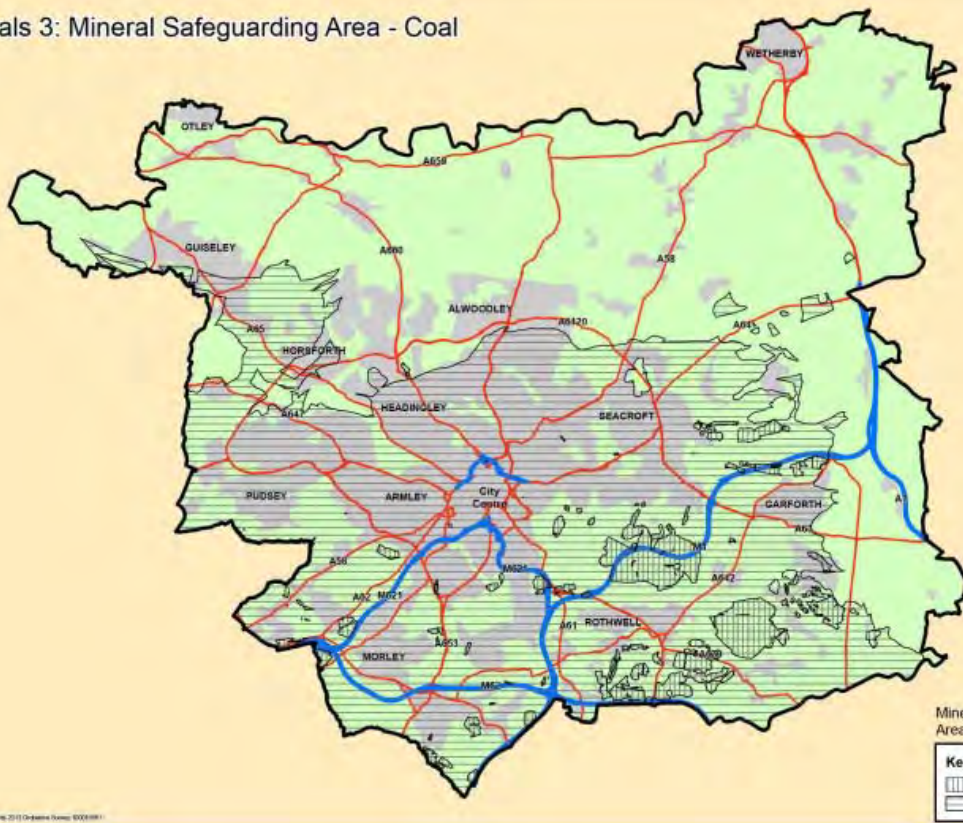 als 3: Mineral Safeguarding Area - Coal
WETHERBY
OTLEY
A659
GUISELEY
A660
A58
ALWOODLEY
A6120
A65
HORSFORTH
HEADINGLEY
SEACROFT
A647
PUDSEY
ARMLEY
City
Centre
GARFORTH
A63
M1
A58
M621
A642
A62
M621
A61
ROTHWELL
A653
MORLEY
M62
Mine
Area
Ke